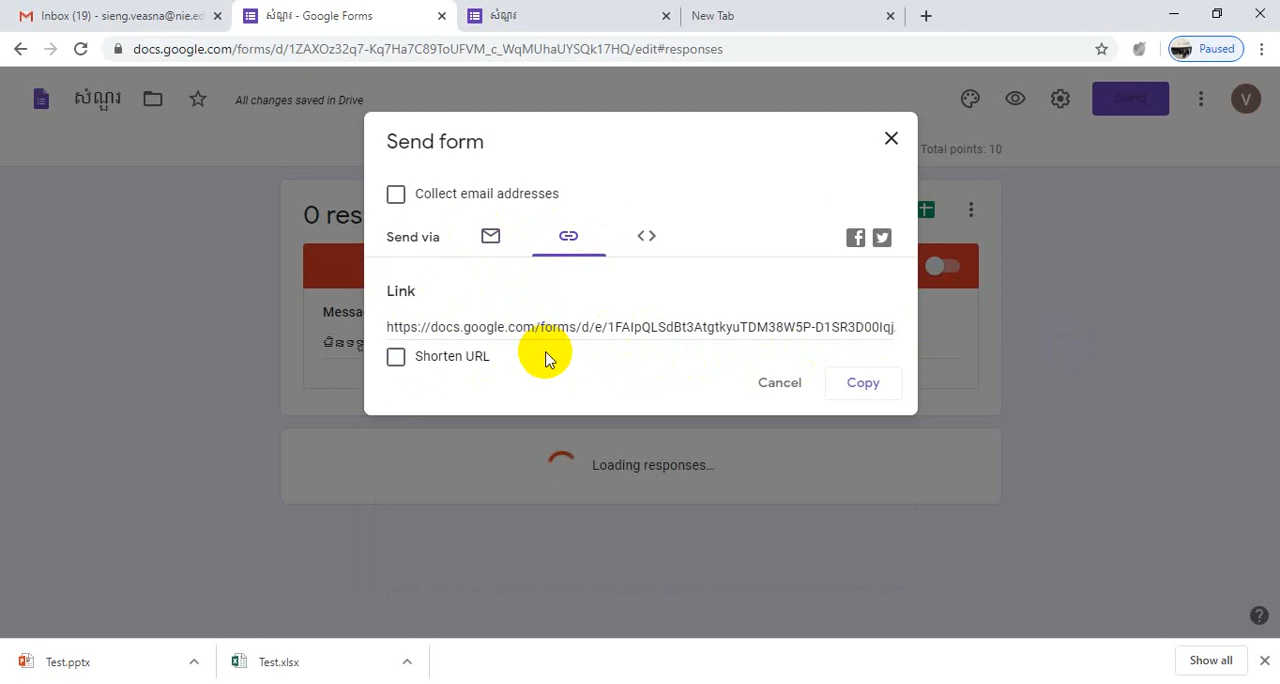 Inbox (19) - sieng.veasna@nie.ed
សំណួរ - Google Forms
សំណួរ
New Tab
docs.google.com/forms/d/1ZAXOz32q7-Kq7Ha7C89ToUFVM_c_WqMUhaUYSQk17HQ/edit#responses
Paused
សំណួរ
All changes saved in Drive
Send
V
Send form
Total points: 10
Collect email addresses
0 res
Send via
Link
Messa
https://docs.google.com/forms/d/e/1FAIpQLSdBt3AtgtkyuTDM38W5P-D1SR3D00Iqj
Shorten URL
Cancel
Copy
Loading responses...
Test.pptx
Test.xlsx
Show all